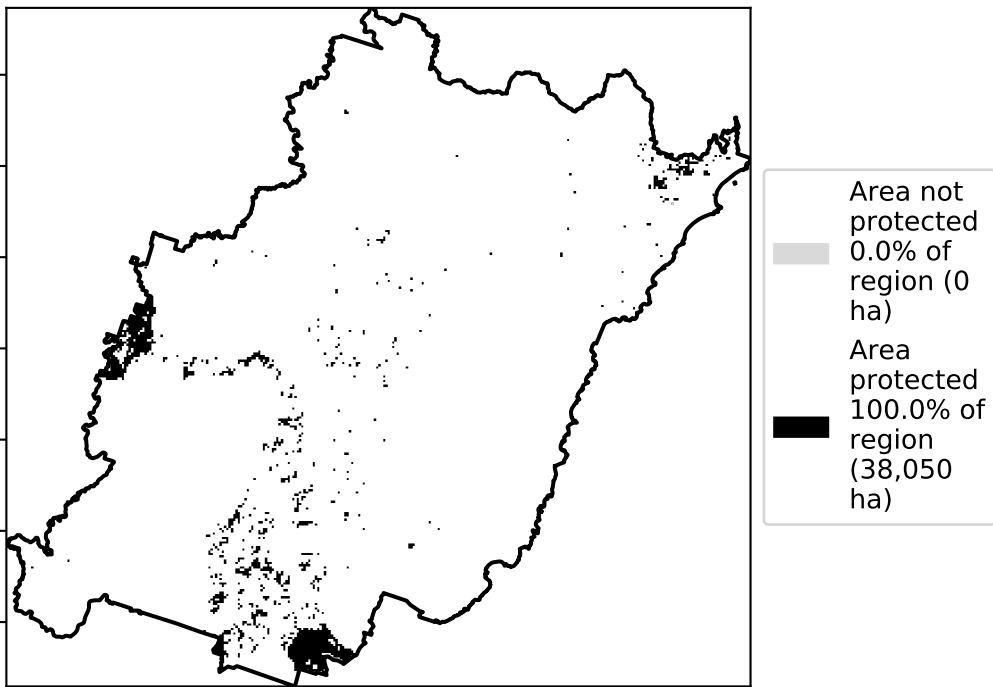 Area not
protected
0.0% of
region (0
ha)
Area
protected
100.0% of
region
(38,050
ha)